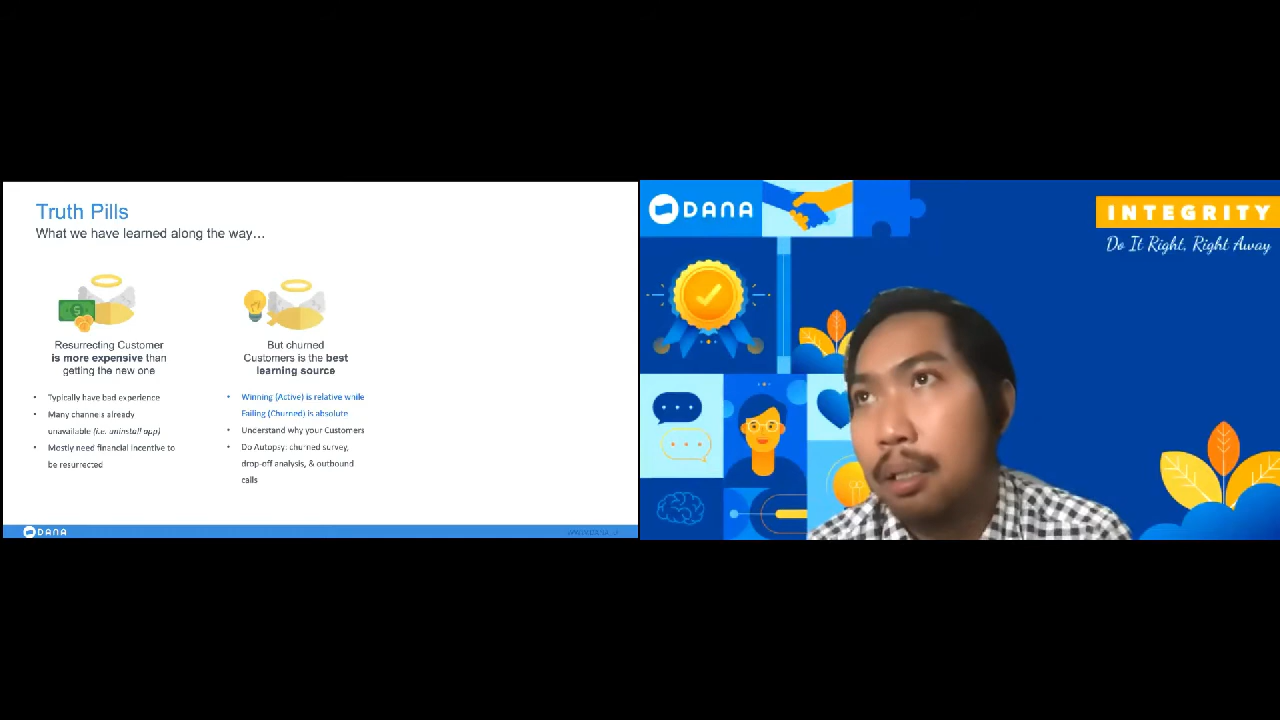 Truth Pills
What we have learned along the way...
Resurrecting Customer
is more expensive than
getting the new one
• Typically have bad experience
• Many channels already
unavailable (i.e. uninstall app)
• Mostly need financial incentive to
be resurrected
But churned
Customers is the best
learning source
• Winning (Active) is relative while
Failing (Churned) is absolute
• Understand why your Customers
• Do Autopsy: churned survey,
drop-off analysis, & outbound
calls
DANA
DANA
INTEGRITY
Do It Right, Right Away